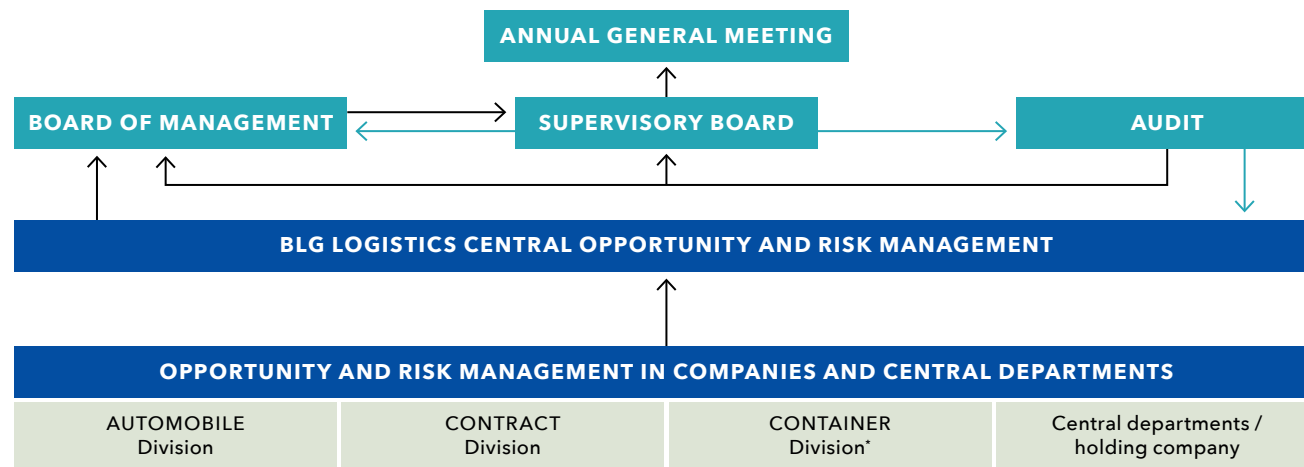 ANNUAL GENERAL MEETING
BOARD OF MANAGEMENT
SUPERVISORY BOARD
AUDIT
BLG LOGISTICS CENTRAL OPPORTUNITY AND RISK MANAGEMENT
OPPORTUNITY AND RISK MANAGEMENT IN COMPANIES AND CENTRAL DEPARTMENTS
AUTOMOBILE
Division
CONTRACT
Division
CONTAINER
Division*
Central departments /
holding company